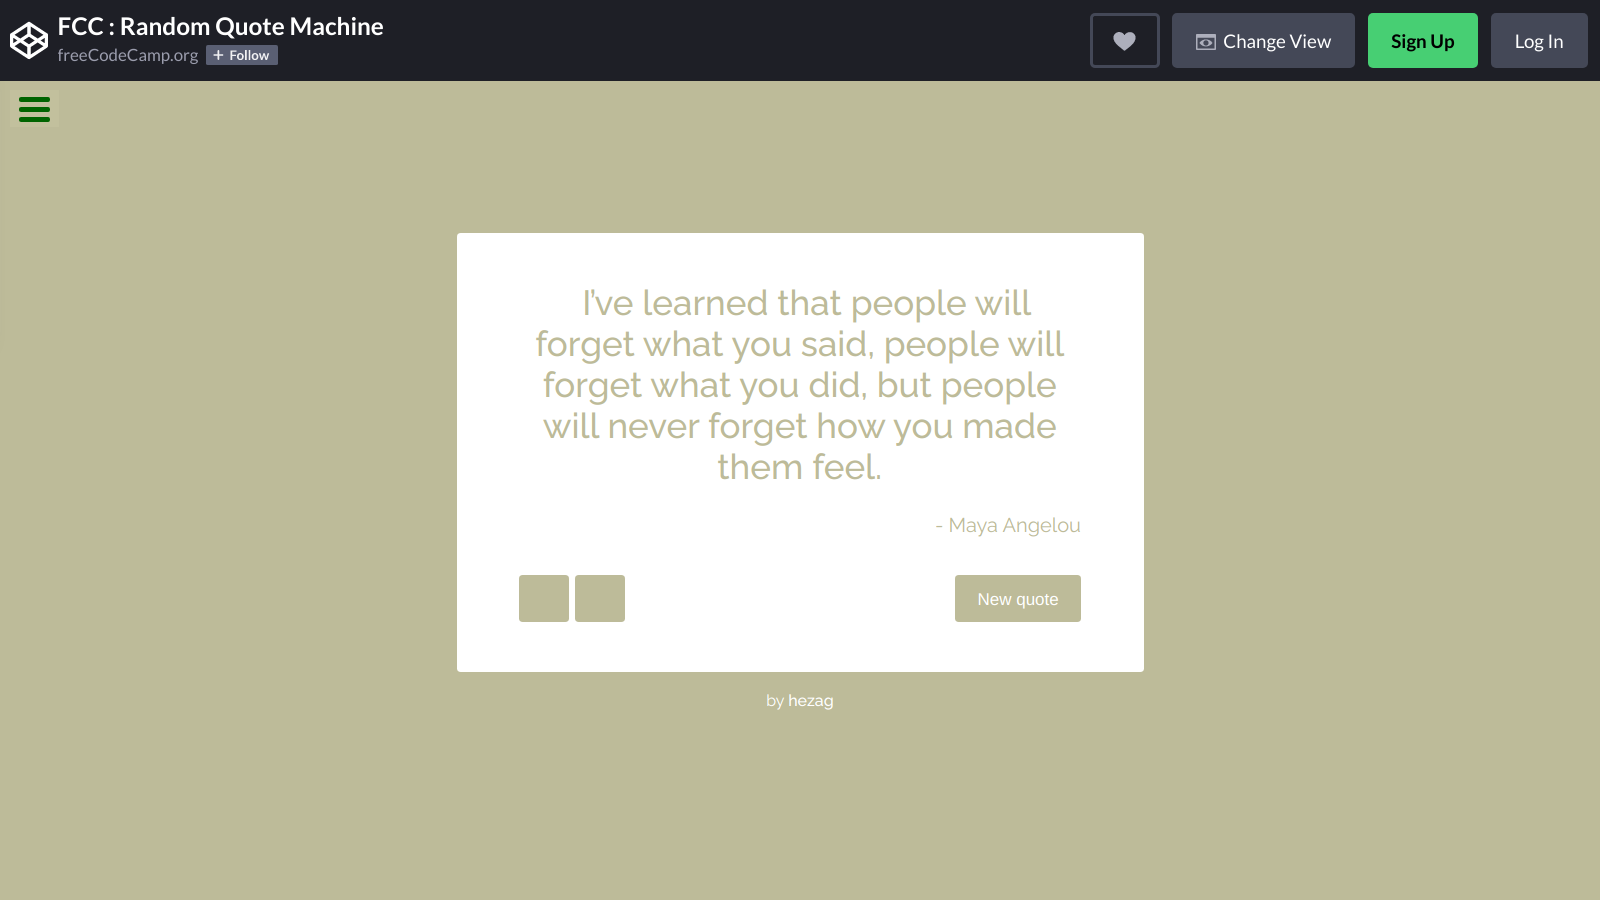 FCC : Random Quote Machine
freeCodeCamp.org + Follow
Change View
Sign Up
Log In
I’ve learned that people will
forget what you said, people will
forget what you did, but people
will never forget how you made
them feel.
- Maya Angelou
New quote
by hezag